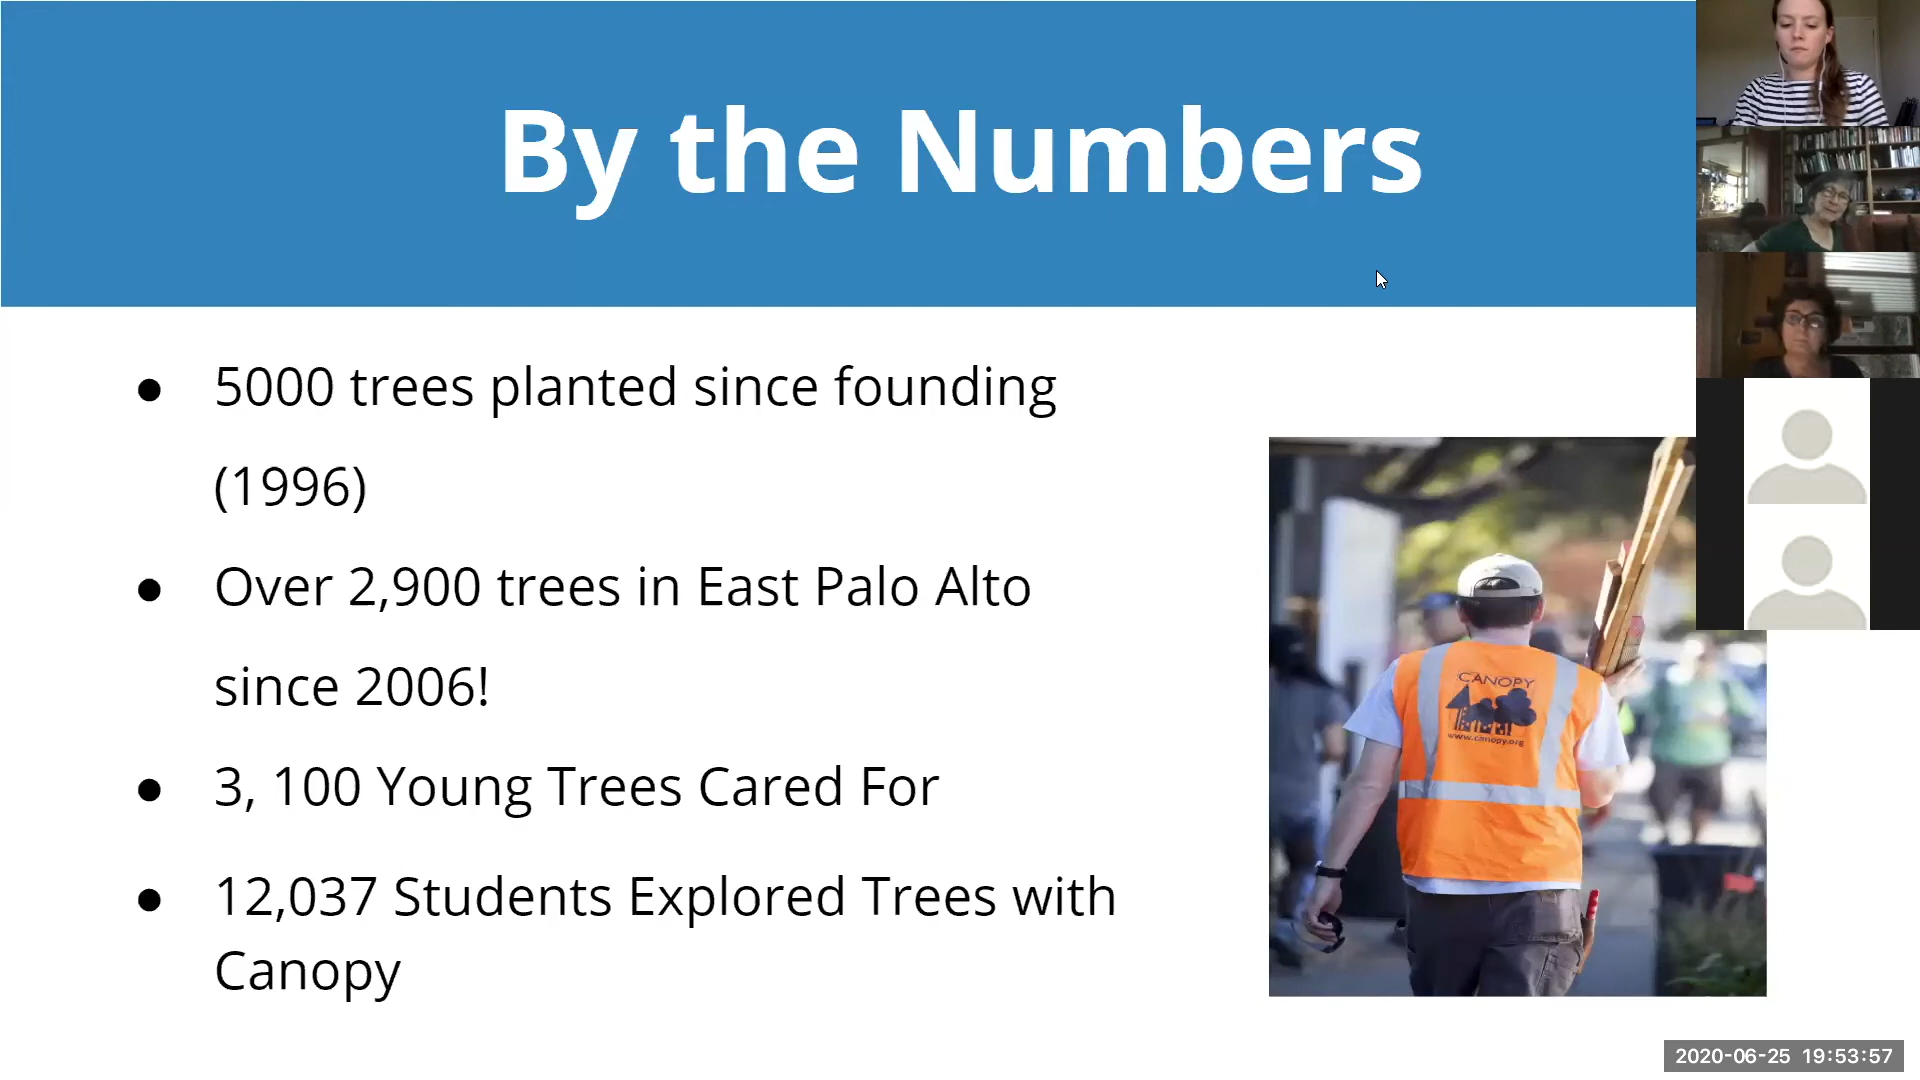 By the Numbers
● 5000 trees planted since founding
(1996)
● Over 2,900 trees in East Palo Alto
since 2006!
● 3, 100 Young Trees Cared For
● 12,037 Students Explored Trees with
Canopy
CANOPY
www.canopy.org
2020-06-25 19:53:57